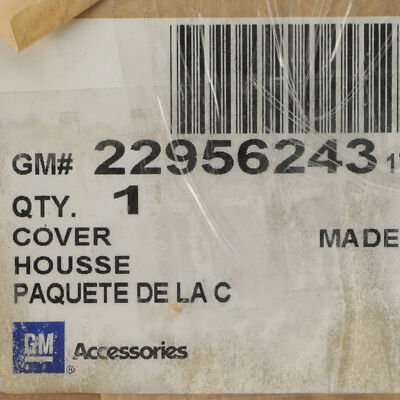 GM# 22956243
QTY. 1
COVER MADE
HOUSSE
PAQUETE DE LA C
GM® Accessories